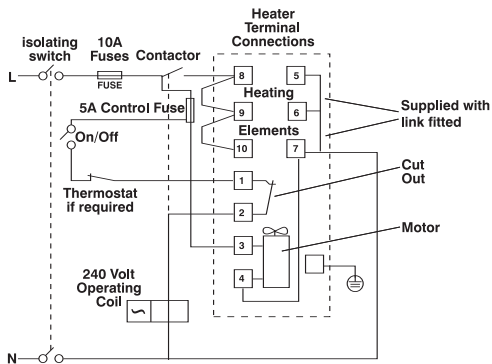 Heater
Terminal
Connections
isolating
switch
10A
Fuses
Contactor
L
FUSE
8
5
Heating
5A Control Fuse
9
6
Supplied with
link fitted
On/Off
Elements
10
7
Thermostat
if required
1
Cut
Out
2
Motor
3
4
240 Volt
Operating
Coil
N